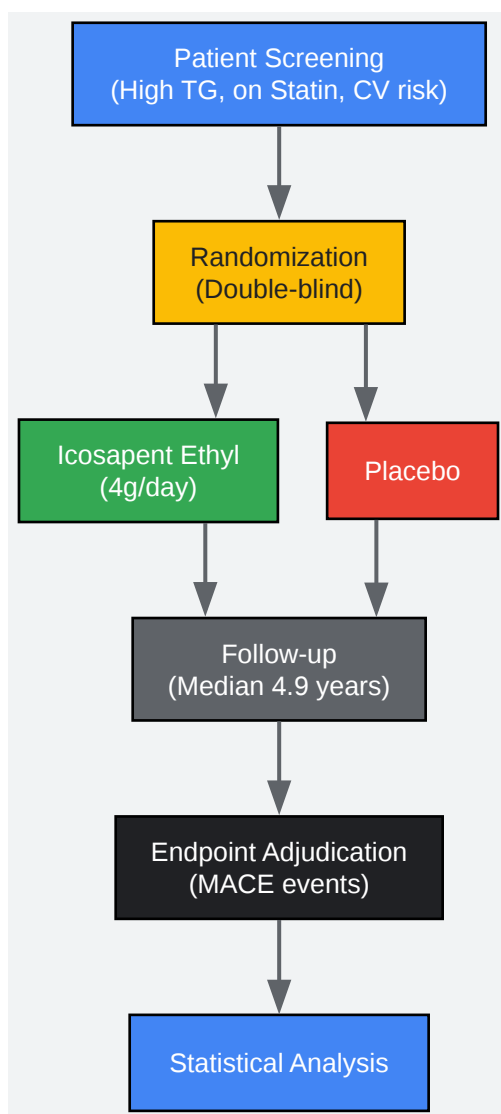 Patient Screening
(High TG, on Statin, CV risk)
Randomization
(Double-blind)
Icosapent Ethyl
(4g/day)
Placebo
Follow-up
(Median 4.9 years)
Endpoint Adjudication
(MACE events)
Statistical Analysis